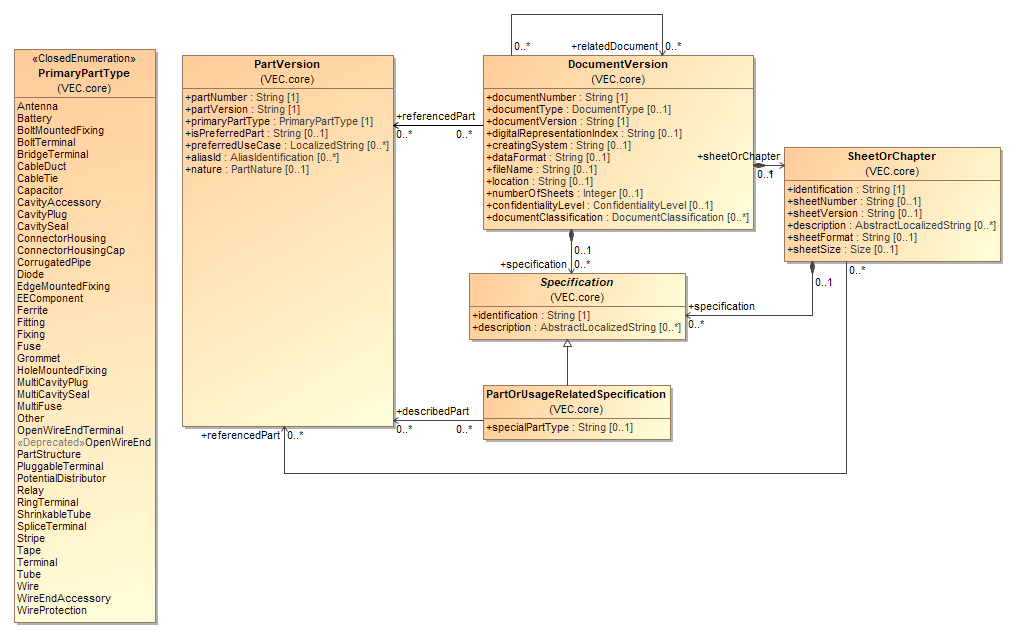 «ClosedEnumeration»
PrimaryPartType
(VEC.core)
Antenna
Battery
BoltMountedFixing
BoltTerminal
BridgeTerminal
CableDuct
CableTie
Capacitor
CavityAccessory
CavityPlug
CavitySeal
ConnectorHousing
ConnectorHousingCap
CorrugatedPipe
Diode
EdgeMountedFixing
EEComponent
Ferrite
Fitting
Fixing
Fuse
Grommet
HoleMountedFixing
MultiCavityPlug
MultiCavitySeal
MultiFuse
Other
OpenWireEndTerminal
«Deprecated»OpenWireEnd
PartStructure
PluggableTerminal
PotentialDistributor
Relay
RingTerminal
ShrinkableTube
SpliceTerminal
Stripe
Tape
Terminal
Tube
Wire
WireEndAccessory
WireProtection
PartVersion
(VEC.core)
+partNumber : String [1]
+partVersion : String [1]
+primaryPartType : PrimaryPartType [1]
+isPreferredPart : String [0..1]
+preferredUseCase : LocalizedString [0..*]
+aliasId : AliasIdentification [0..*]
+nature : PartNature [0..1]
+referencedPart
0..*
0..*
0..*
+relatedDocument
0..*
DocumentVersion
(VEC.core)
+documentNumber : String [1]
+documentType : DocumentType [0..1]
+documentVersion : String [1]
+digitalRepresentationIndex : String [0..1]
+creatingSystem : String [0..1]
+dataFormat : String [0..1]
+fileName : String [0..1]
+location : String [0..1]
+numberOfSheets : Integer [0..1]
+confidentialityLevel : ConfidentialityLevel [0..1]
+documentClassification : DocumentClassification [0..*]
+sheetOrChapter
0..1
SheetOrChapter
(VEC.core)
+identification : String [1]
+sheetNumber : String [0..1]
+sheetVersion : String [0..1]
+description : AbstractLocalizedString [0..*]
+sheetFormat : String [0..1]
+sheetSize : Size [0..1]
0..1
+specification
0..*
Specification
(VEC.core)
+identification : String [1]
+description : AbstractLocalizedString [0..*]
0..1
0..*
+specification
0..*
PartOrUsageRelatedSpecification
(VEC.core)
+specialPartType : String [0..1]
+describedPart
0..*
0..*
+referencedPart
0..*